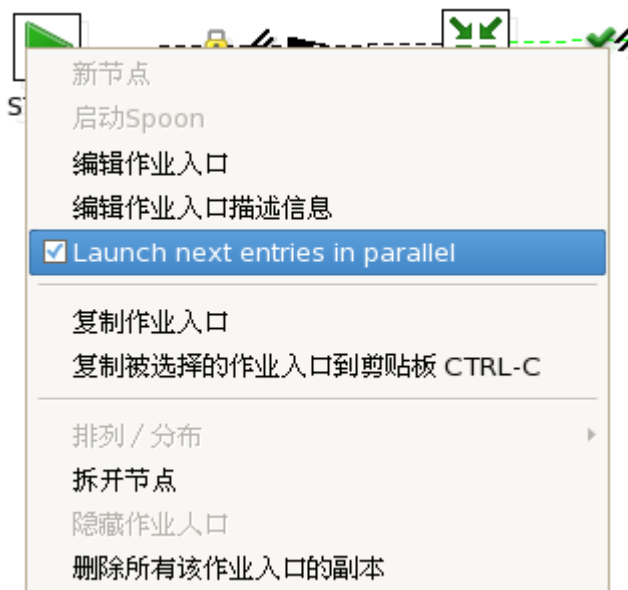 新节点
启动Spoon
编辑作业入口
编辑作业入口描述信息
Launch next entries in parallel
复制作业入口
复制被选择的作业入口到剪贴板 CTRL-C
排列 / 分布
拆开节点
隐藏作业人口
删除所有该作业入口的副本